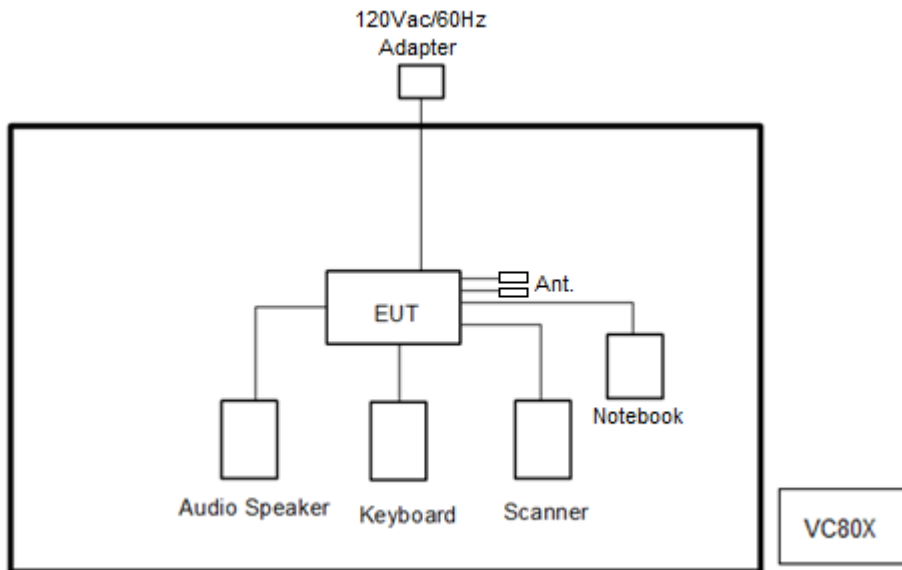 120Vac/60Hz
Adapter
Ant.
EUT
Notebook
Audio Speaker
Keyboard
Scanner
VC80X